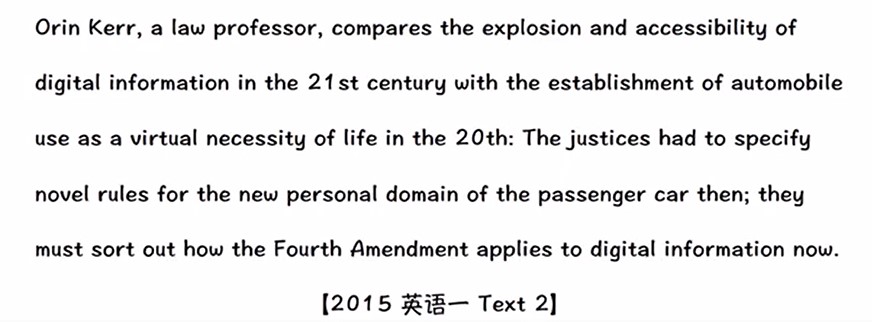 Orin Kerr, a law professor, compares the explosion and accessibility of
digital information in the 21st century with the establishment of automobile
use as a virtual necessity of life in the 20th: The justices had to specify
novel rules for the new personal domain of the passenger car then; they
must sort out how the Fourth Amendment applies to digital information now.
【2015 英语一 Text 2】